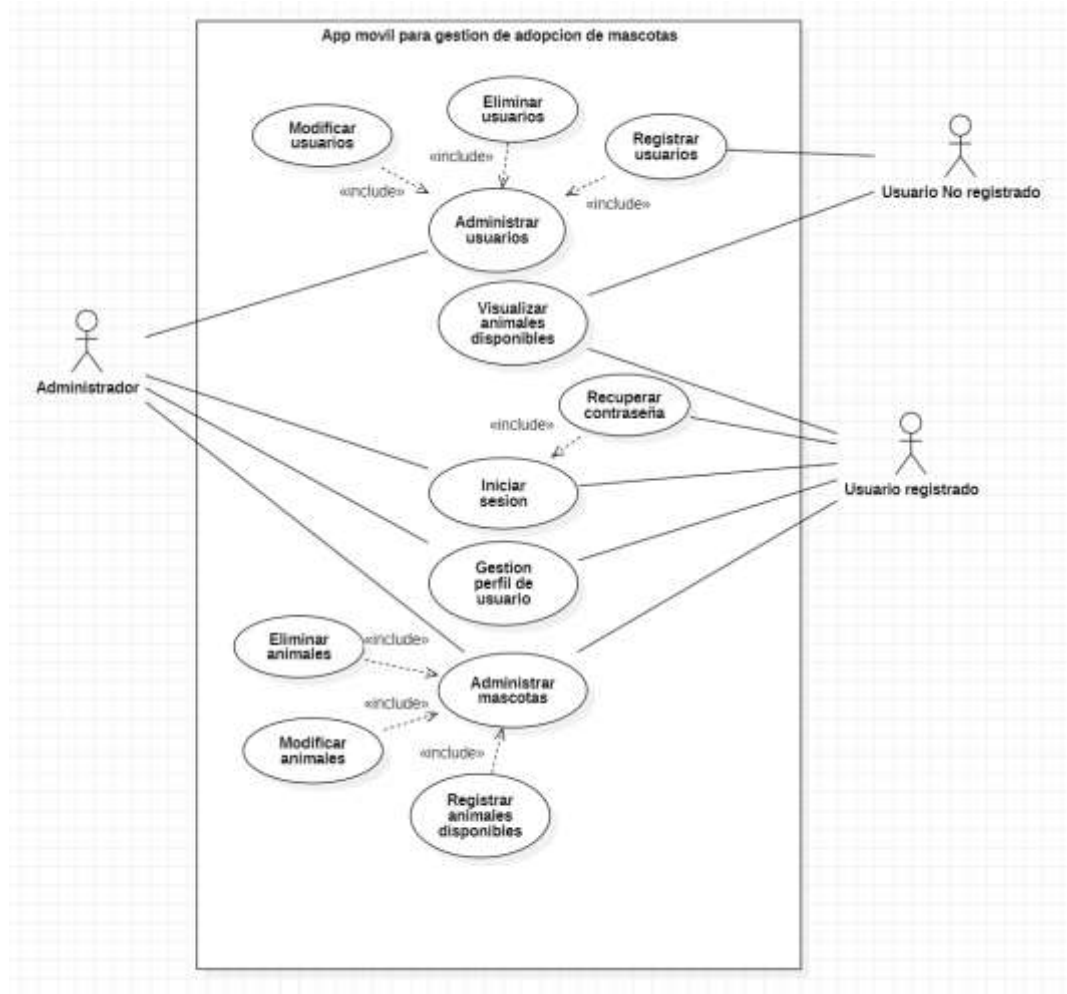 App movil para gestion de adopcion de mascotas
Eliminar
usuarios
Modificar
usuarios
Registrar
usuarios
«include»
«include»
«include»
Usuario No registrado
Administrar
usuarios
Visualizar
animales
disponibles
Administrador
Recuperar
contraseña
«include»
Iniciar
sesion
Usuario registrado
Gestion
perfil de
usuario
Eliminar
animales
«include»
Administrar
mascotas
«include»
Modificar
animales
«include»
Registrar
animales
disponibles